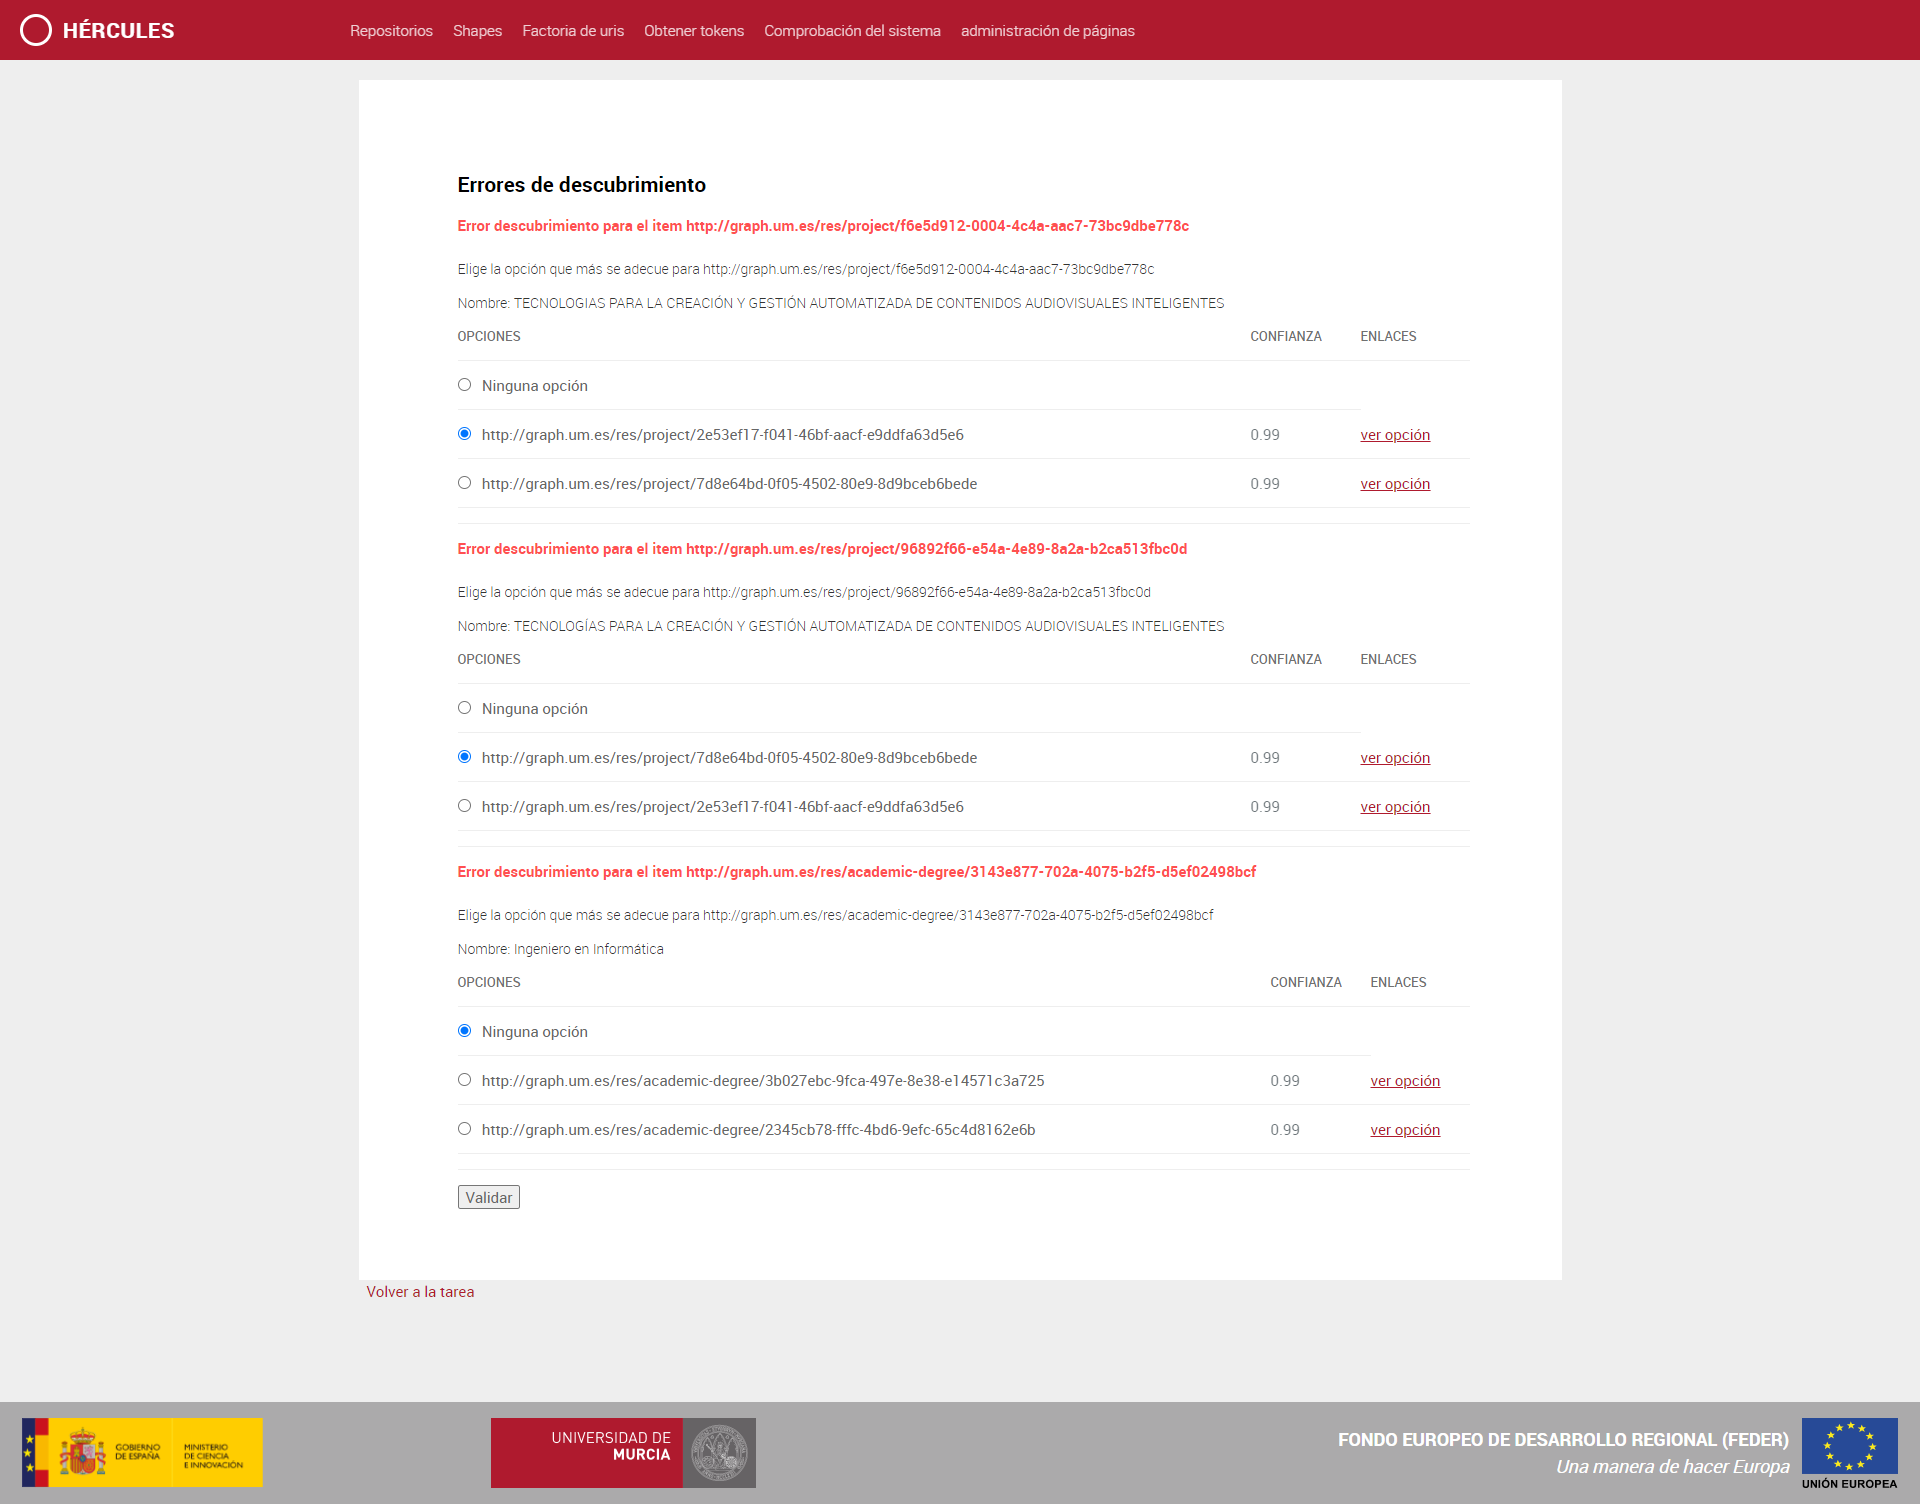 HÉRCULES
Repositorios Shapes Factoria de uris Obtener tokens Comprobación del sistema administración de páginas
Errores de descubrimiento
Error descubrimiento para el item http://graph.um.es/res/project/f6e5d912-0004-4c4a-aac7-73bc9dbe778c
Elige la opción que más se adecue para http://graph.um.es/res/project/f6e5d912-0004-4c4a-aac7-73bc9dbe778c
Nombre: TECNOLOGIAS PARA LA CREACIÓN Y GESTIÓN AUTOMATIZADA DE CONTENIDOS AUDIOVISUALES INTELIGENTES
OPCIONES CONFIANZA ENLACES
Ninguna opción
http://graph.um.es/res/project/2e53ef17-f041-46bf-aacf-e9ddfa63d5e6 0.99 ver opción
http://graph.um.es/res/project/7d8e64bd-0f05-4502-80e9-8d9bceb6bede 0.99 ver opción
Error descubrimiento para el item http://graph.um.es/res/project/96892f66-e54a-4e89-8a2a-b2ca513fbc0d
Elige la opción que más se adecue para http://graph.um.es/res/project/96892f66-e54a-4e89-8a2a-b2ca513fbc0d
Nombre: TECNOLOGÍAS PARA LA CREACIÓN Y GESTIÓN AUTOMATIZADA DE CONTENIDOS AUDIOVISUALES INTELIGENTES
OPCIONES CONFIANZA ENLACES
Ninguna opción
http://graph.um.es/res/project/7d8e64bd-0f05-4502-80e9-8d9bceb6bede 0.99 ver opción
http://graph.um.es/res/project/2e53ef17-f041-46bf-aacf-e9ddfa63d5e6 0.99 ver opción
Error descubrimiento para el item http://graph.um.es/res/academic-degree/3143e877-702a-4075-b2f5-d5ef02498bcf
Elige la opción que más se adecue para http://graph.um.es/res/academic-degree/3143e877-702a-4075-b2f5-d5ef02498bcf
Nombre: Ingeniero en Informática
OPCIONES CONFIANZA ENLACES
Ninguna opción
http://graph.um.es/res/academic-degree/3b027ebc-9fca-497e-8e38-e14571c3a725 0.99 ver opción
http://graph.um.es/res/academic-degree/2345cb78-fffc-4bd6-9efc-65c4d8162e6b 0.99 ver opción
Validar
Volver a la tarea
GOBIERNO
DE ESPAÑA
MINISTERIO
DE CIENCIA
E INNOVACIÓN
UNIVERSIDAD DE
MURCIA
FONDO EUROPEO DE DESARROLLO REGIONAL (FEDER)
Una manera de hacer Europa
UNIÓN EUROPEA